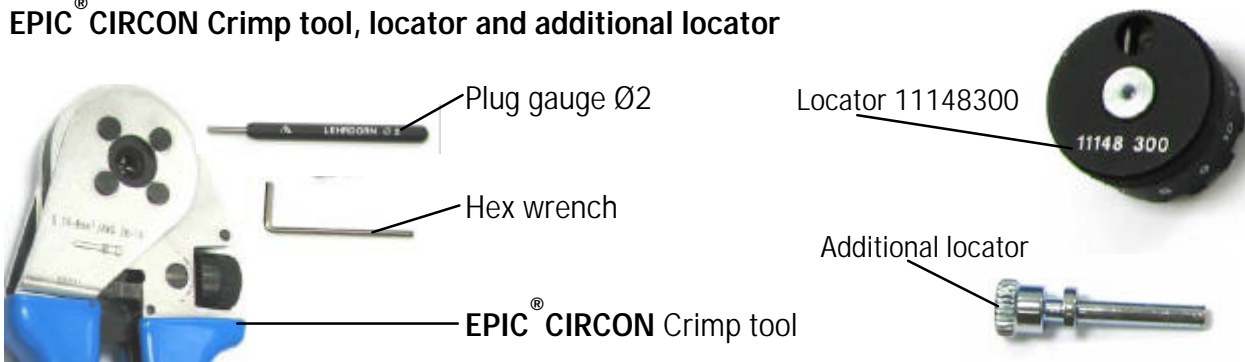 EPIC® CIRCON Crimp tool, locator and additional locator
Plug gauge Ø2
LEHRDORN Ø 2
Locator 11148300
11148 300
Hex wrench
Additional locator
EPIC® CIRCON Crimp tool